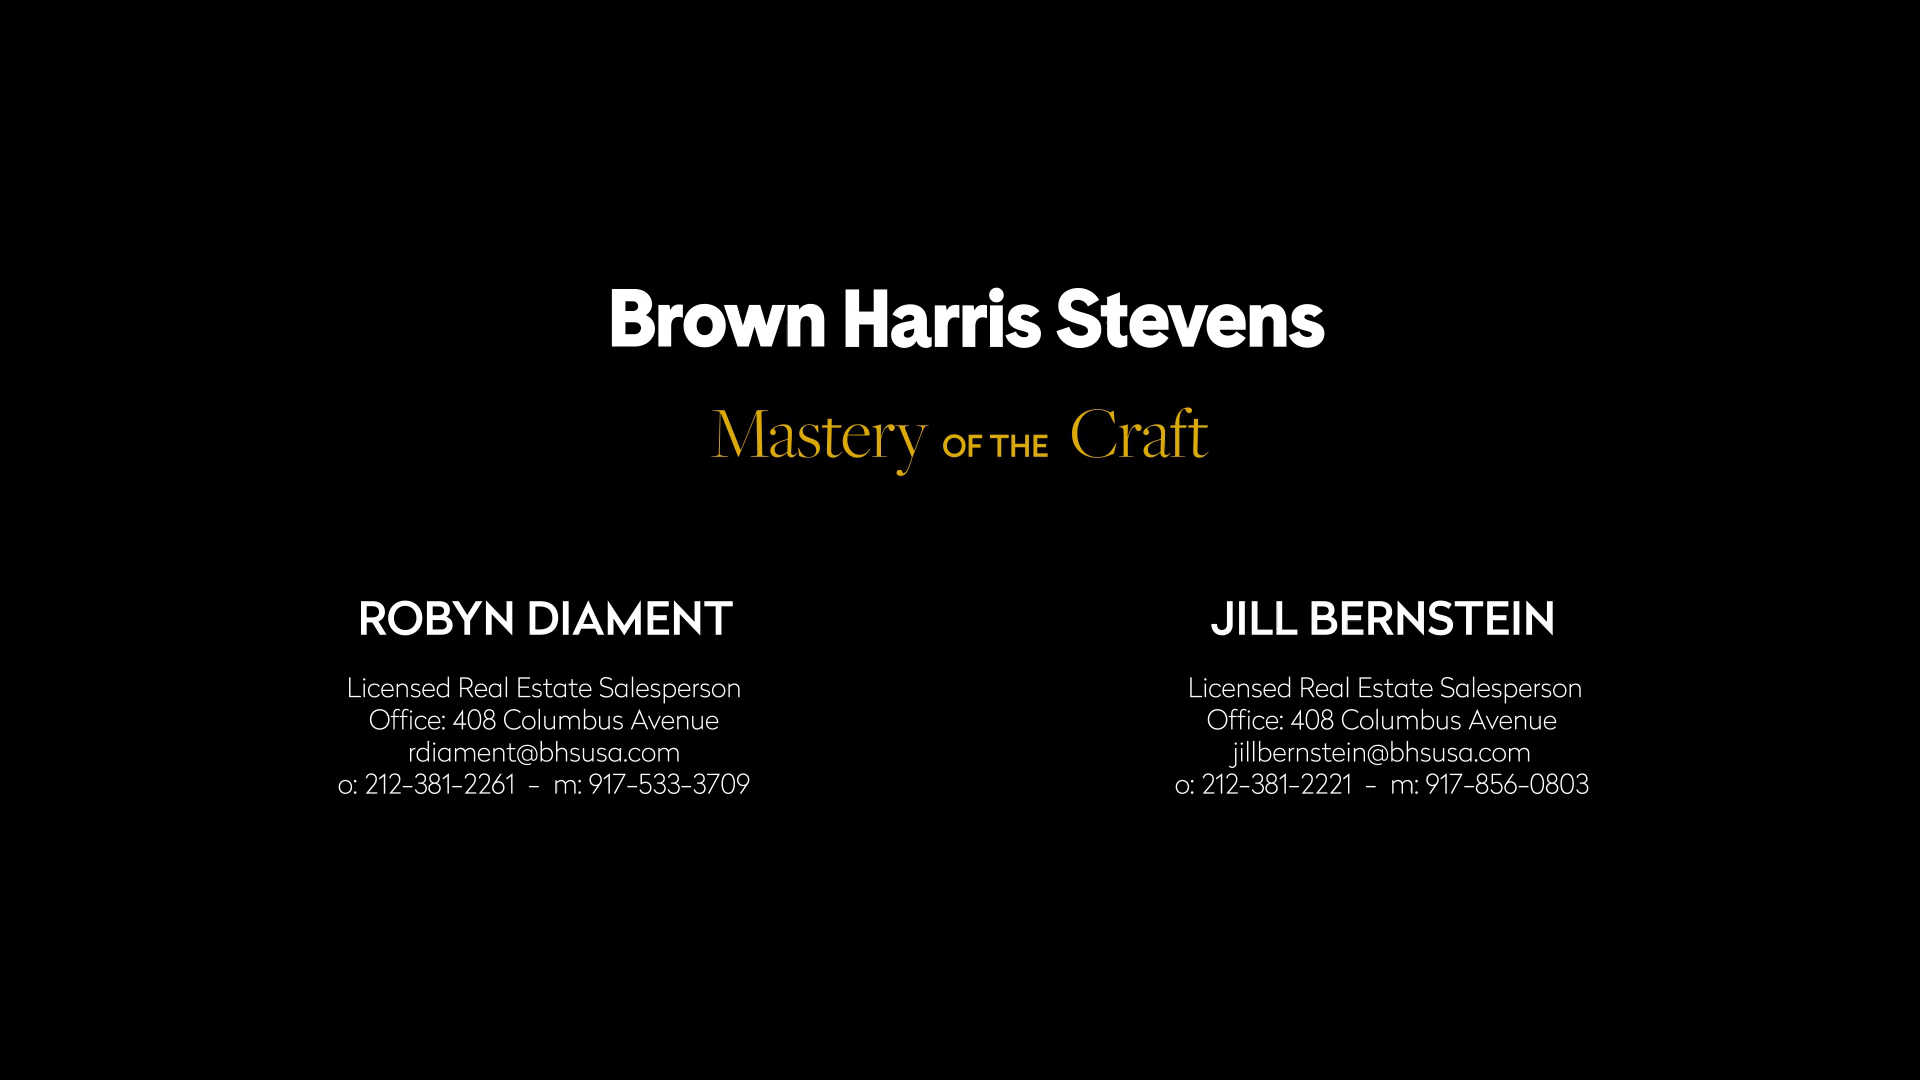 Brown Harris Stevens
Mastery OF THE Craft
ROBYN DIAMENT
Licensed Real Estate Salesperson
Office: 408 Columbus Avenue
rdiament@bhsusa.com
o: 212-381-2261 - m: 917-533-3709
JILL BERNSTEIN
Licensed Real Estate Salesperson
Office: 408 Columbus Avenue
jillbernstein@bhsusa.com
o: 212-381-2221 - m: 917-856-0803